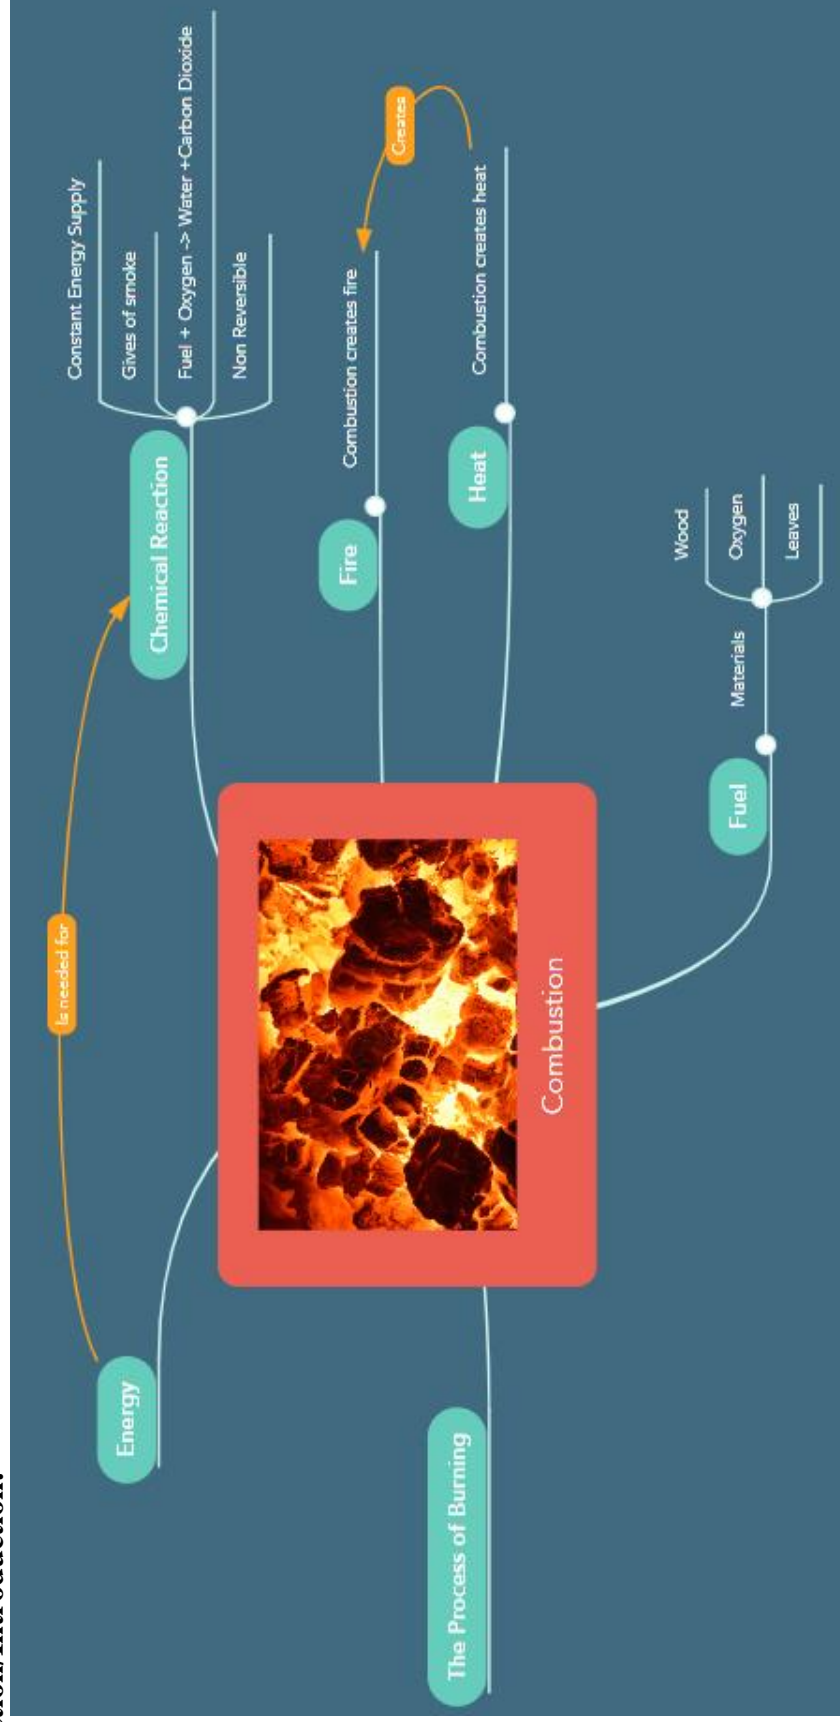 Constant Energy Supply
Gives of smoke
Fuel + Oxygen -> Water +Carbon Dioxide
Non Reversible
Chemical Reaction
Is needed for
Energy
Creates
Combustion creates fire
Fire
Combustion creates heat
Heat
Combustion
The Process of Burning
Wood
Oxygen
Leaves
Materials
Fuel